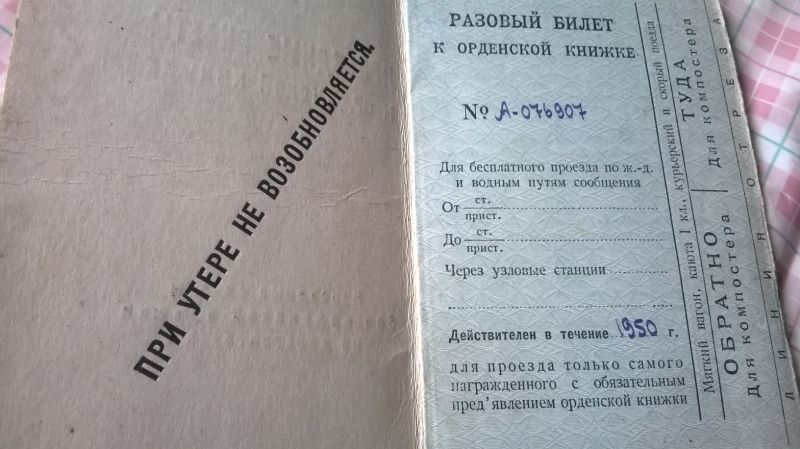 ПРИ УТЕРЕ НЕ ВОЗОБНОВЛЯЕТСЯ.
РАЗОВЫЙ БИЛЕТ
К ОРДЕНСКОЙ КНИЖКЕ
№ А-076907
Для бесплатного проезда по ж.-д.
и водным путям сообщения
От ст.
прист.
До ст.
прист.
Через узловые станции
Действителен в течение 1950 г.
для проезда только самого
награжденного с обязательным
пред'явлением орденской книжки
Мягкий вагон, каюта I кл., курьерский и скорый поезда
ОБРАТНО
Для компостера
ТУДА
Для компостера
ЛИНИЯ ОТРЕЗА